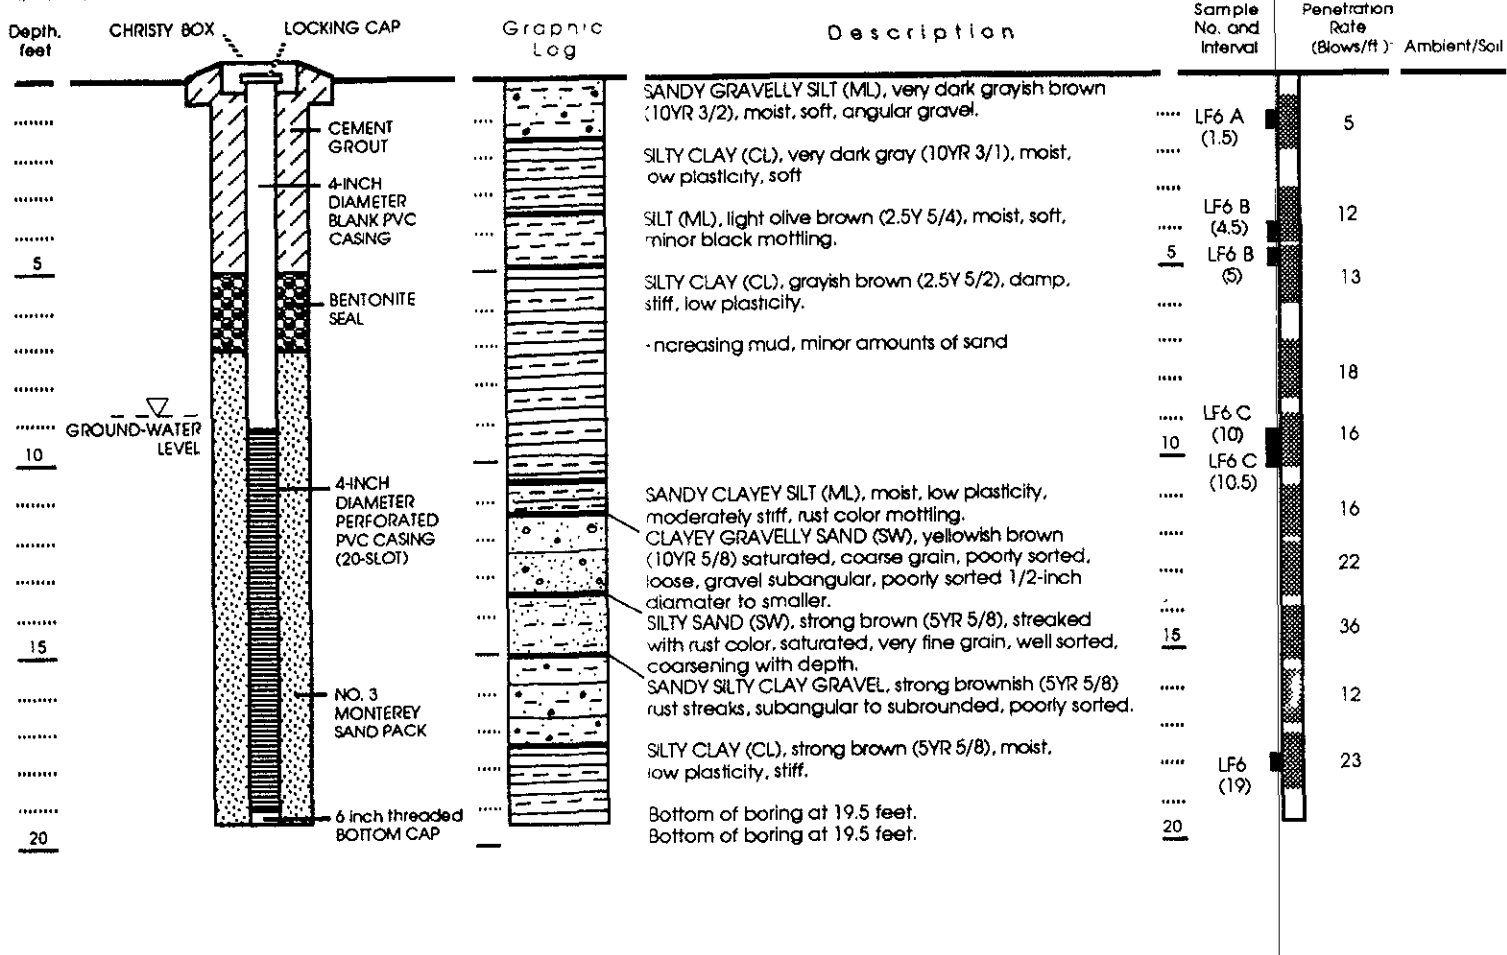 Depth, feet
CHRISTY BOX
LOCKING CAP
Graphic Log
Description
Sample No. and Interval
Penetration Rate (Blows/ft.)
Ambient/Soil
CEMENT GROUT
4-INCH DIAMETER BLANK PVC CASING
5
BENTONITE SEAL
GROUND-WATER LEVEL
10
4-INCH DIAMETER PERFORATED PVC CASING (20-SLOT)
15
NO. 3 MONTEREY SAND PACK
6 inch threaded BOTTOM CAP
20
SANDY GRAVELLY SILT (ML), very dark grayish brown
(10YR 3/2), moist, soft, angular gravel.
SILTY CLAY (CL), very dark gray (10YR 3/1), moist,
ow plasticity, soft
SILT (ML), light olive brown (2.5Y 5/4), moist, soft,
minor black mottling.
SILTY CLAY (CL), grayish brown (2.5Y 5/2), damp,
stiff, low plasticity.
ncreasing mud, minor amounts of sand
SANDY CLAYEY SILT (ML), moist, low plasticity,
moderately stiff, rust color mottling.
CLAYEY GRAVELLY SAND (SW), yellowish brown
(10YR 5/8) saturated, coarse grain, poorly sorted,
loose, gravel subangular, poorly sorted 1/2-inch
diamater to smaller.
SILTY SAND (SW), strong brown (5YR 5/8), streaked
with rust color, saturated, very fine grain, well sorted,
coarsening with depth.
SANDY SILTY CLAY GRAVEL, strong brownish (5YR 5/8)
rust streaks, subangular to subrounded, poorly sorted.
SILTY CLAY (CL), strong brown (5YR 5/8), moist,
low plasticity, stiff.
Bottom of boring at 19.5 feet.
Bottom of boring at 19.5 feet.
5
10
15
20
LF6 A
(1.5)
LF6 B
(4.5)
LF6 B
(5)
LF6 C
(10)
LF6 C
(10.5)
LF6
(19)
5
12
13
18
16
16
22
36
12
23